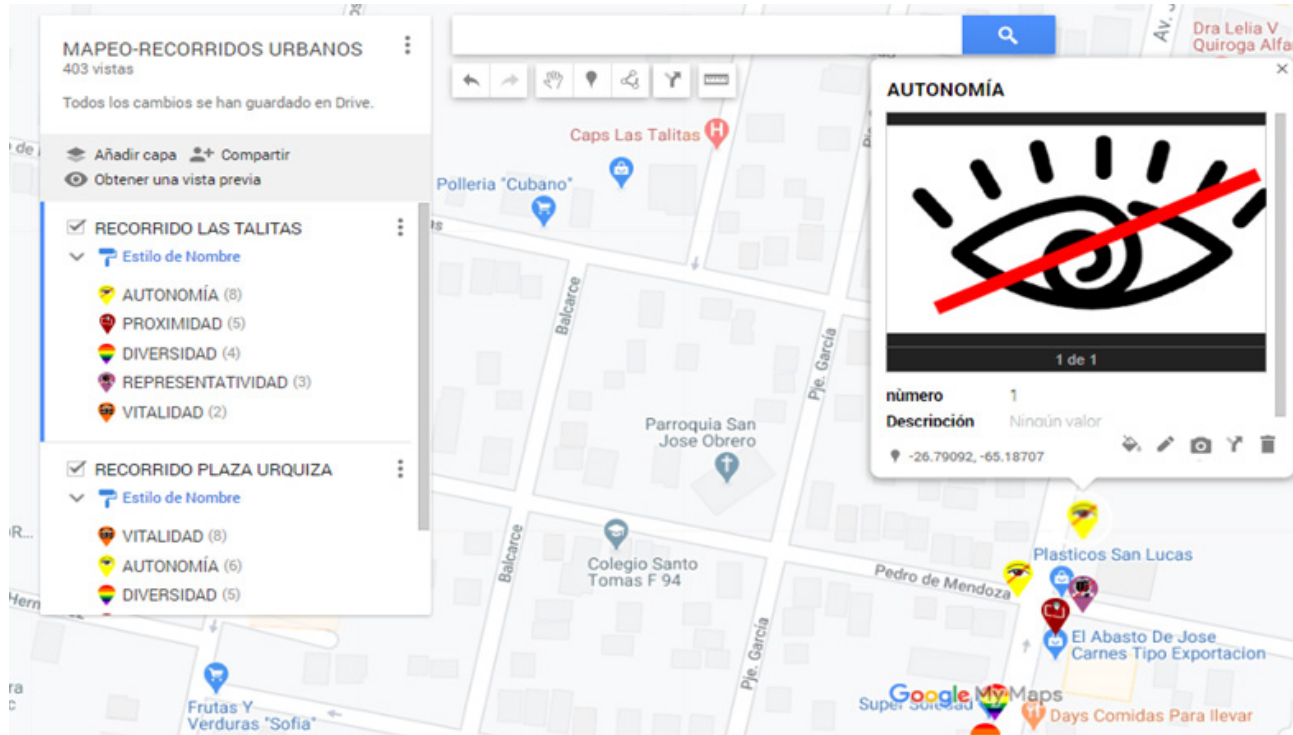 MAPEO-RECORRIDOS URBANOS
403 vistas
Todos los cambios se han guardado en Drive.
Añadir capa Compartir
Obtener una vista previa
RECORRIDO LAS TALITAS
Estilo de Nombre
AUTONOMÍA (8)
PROXIMIDAD (5)
DIVERSIDAD (4)
REPRESENTATIVIDAD (3)
VITALIDAD (2)
RECORRIDO PLAZA URQUIZA
Estilo de Nombre
VITALIDAD (8)
AUTONOMÍA (6)
DIVERSIDAD (5)
Caps Las Talitas
H
Polleria "Cubano"
Balcarce
Pje. García
Parroquia San
Jose Obrero
Balcarce
Colegio Santo
Tomas F 94
Pje. García
Pedro de Mendoza
Frutas Y
Verduras "Sofia"
Av. J
Dra Lelia V
Quiroga Alfa
AUTONOMÍA
1 de 1
nùmero 1
Descripción Ningún valor
-26.79092, -65.18707
Plasticos San Lucas
El Abasto De Jose
Carnes Tipo Exportacion
Google My Maps
Days Comidas Para llevar